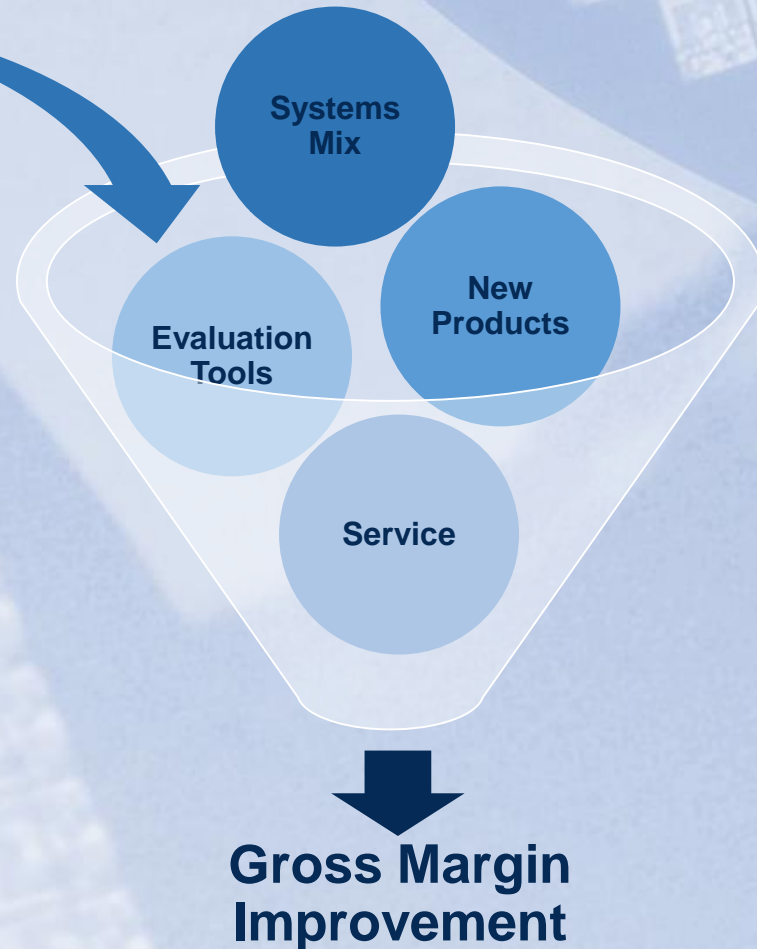 Systems
Mix
New
Products
Evaluation
Tools
Service
Gross Margin
Improvement